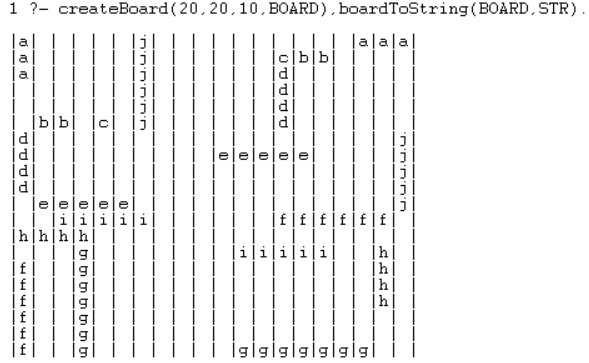 1 ?- createBoard(20,20,10,BOARD),boardToString(BOARD,STR).
|a| | | | | |j| | | | | | | | | | |a|a|a|
|a| | | | | |j| | | | | | |c|b|b| | | | |
|a| | | | | |j| | | | | | |d| | | | | | |
| | | | | | |j| | | | | | |d| | | | | | |
| | | | | | |j| | | | | | |d| | | | | | |
| |b|b| |c| |j| | | | | | |d| | | | | | |
|d| | | | | | | | | | | | | | | | | | |j|
|d| | | | | | | | | |e|e|e|e|e| | | | |j|
|d| | | | | | | | | | | | | | | | | | |j|
|d| | | | | | | | | | | | | | | | | | |j|
| |e|e|e|e|e| | | | | | | | | | | | | |j|
| | |i|i|i|i|i| | | | | | |f|f|f|f|f|f| |
|h|h|h|h| | | | | | | | | | | | | | | | |
| | | |g| | | | | | | |i|i|i|i|i| | |h| |
|f| | |g| | | | | | | | | | | | | | |h| |
|f| | |g| | | | | | | | | | | | | | |h| |
|f| | |g| | | | | | | | | | | | | | |h| |
|f| | |g| | | | | | | | | | | | | | | | |
|f| | |g| | | | | | | | | | | | | | | | |
|f| | |g| | | | | | | |g|g|g|g|g|g|g| | |